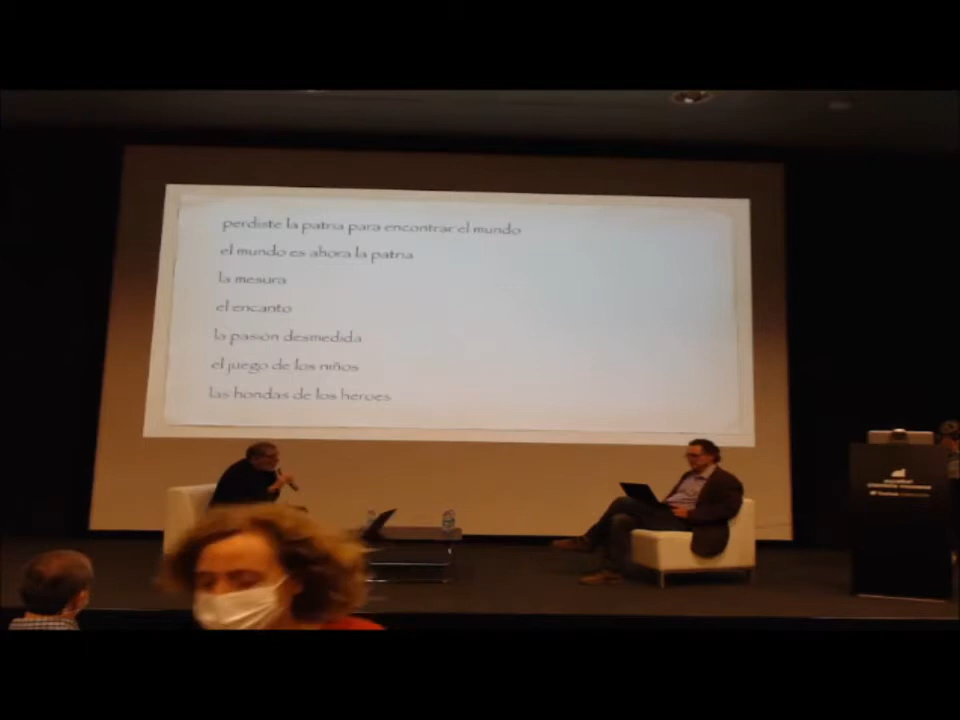 perdiste la patria para encontrar el mundo
el mundo es ahora la patria
la mesura
el encanto
la pasión desmedida
el juego de los niños
las hondas de los heroes